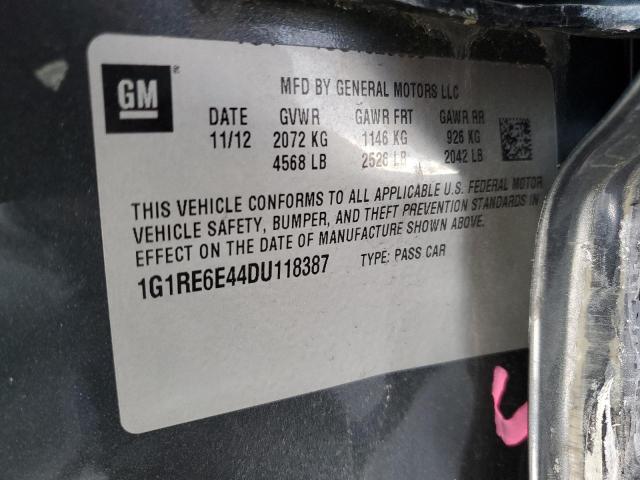 GM®
MFD BY GENERAL MOTORS LLC
DATE GVWR GAWR FRT GAWR RR
11/12 2072 KG 1146 KG 926 KG
4568 LB 2526 LB 2042 LB
THIS VEHICLE CONFORMS TO ALL APPLICABLE U.S. FEDERAL MOTOR
VEHICLE SAFETY, BUMPER, AND THEFT PREVENTION STANDARDS IN
EFFECT ON THE DATE OF MANUFACTURE SHOWN ABOVE.
1G1RE6E44DU118387 TYPE: PASS CAR